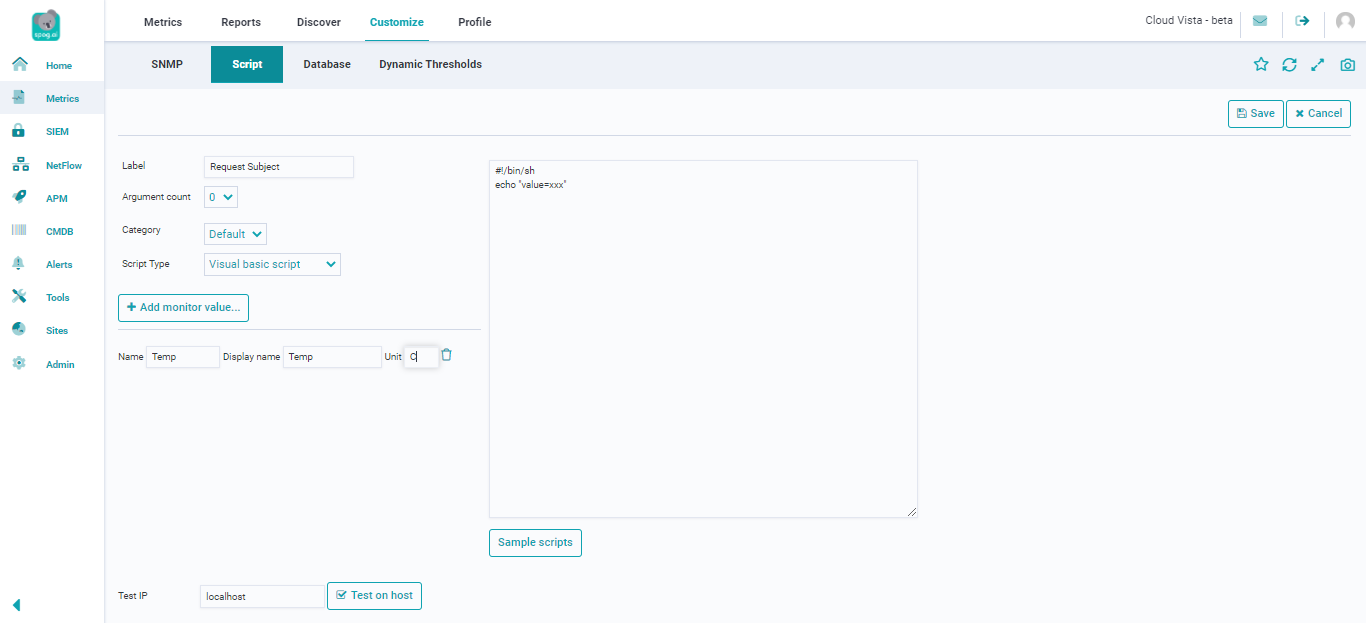 Metrics Reports Discover Customize Profile Cloud Vista - beta
spog.ai
SNMP Script Database Dynamic Thresholds
Home
Metrics
SIEM
NetFlow
APM
CMDB
Alerts
Tools
Sites
Admin
Save Cancel
Label Request Subject
Argument count 0
Category Default
Script Type Visual basic script
Add monitor value...
Name Temp Display name Temp Unit C
#!/bin/sh
echo "value=xxx"
Sample scripts
Test IP localhost Test on host